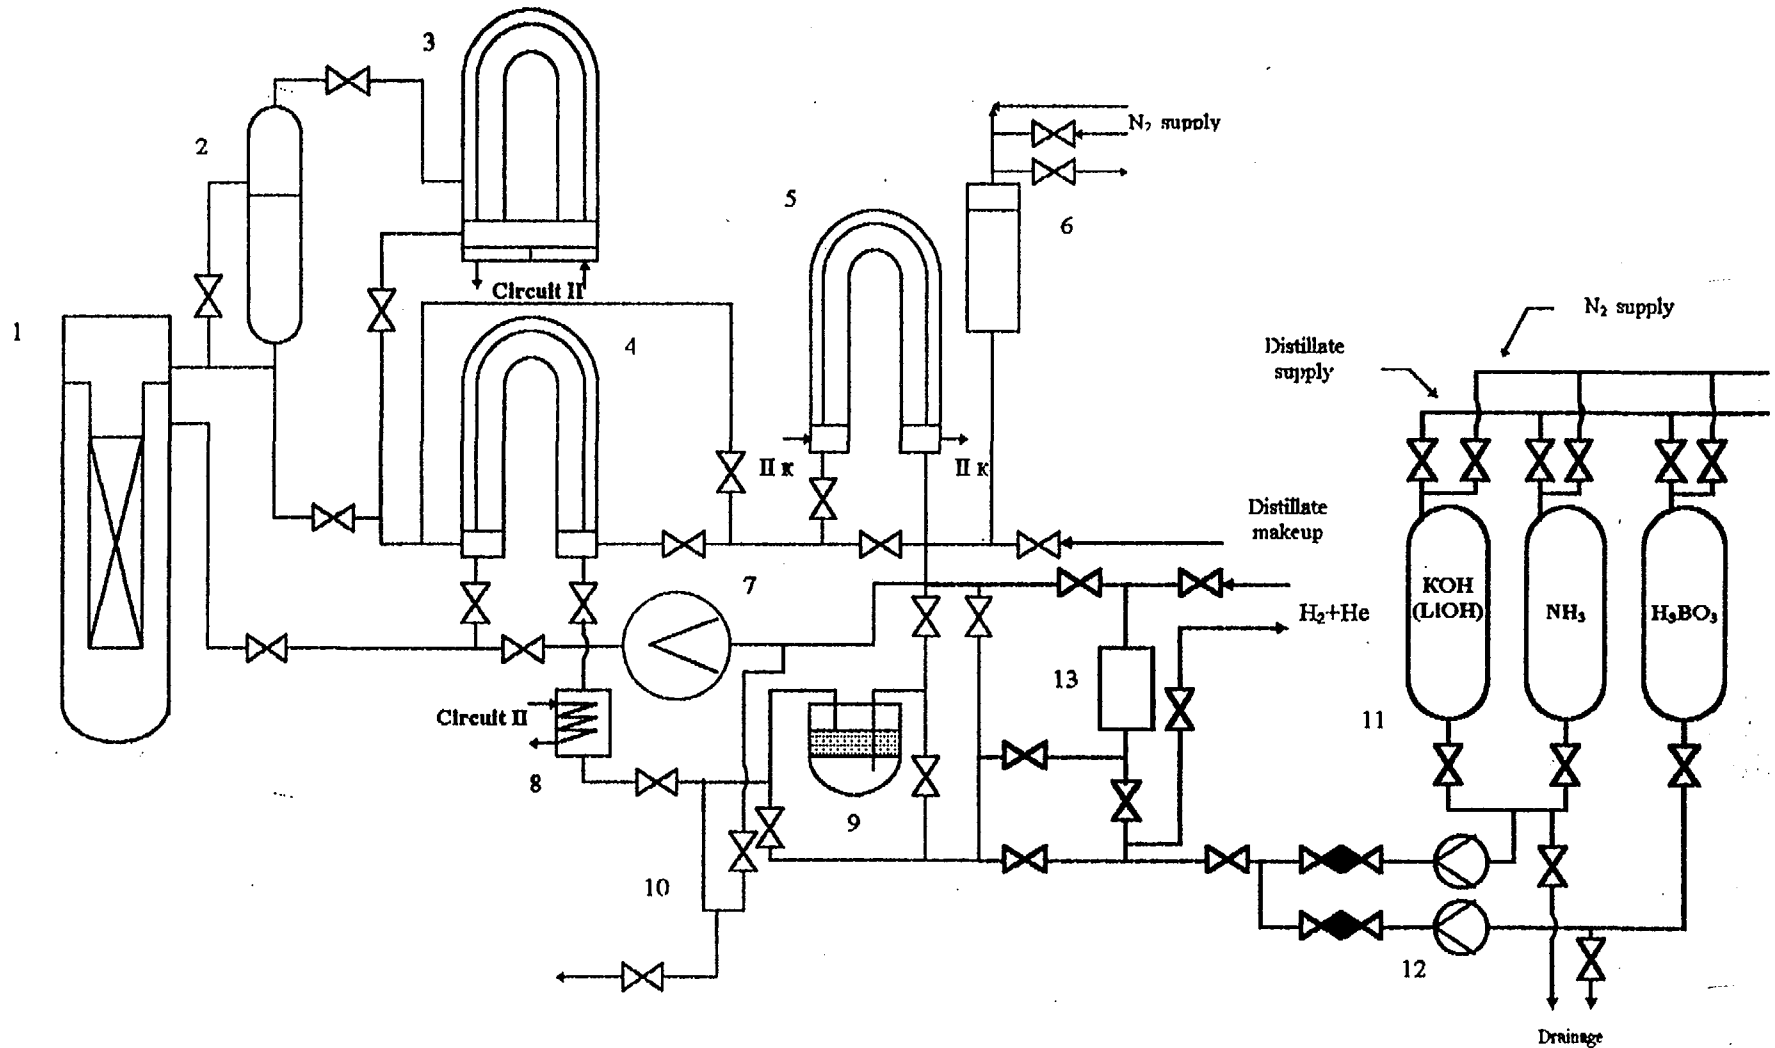 3
N₂ supply
2
5
6
Circuit II
N₂ supply
1
4
Distillate
supply
II к
II к
Distillate
makeup
7
KOH
(LiOH)
NH₃
H₃BO₃
H₂+He
13
Circuit II
11
8
9
10
12
Drainage